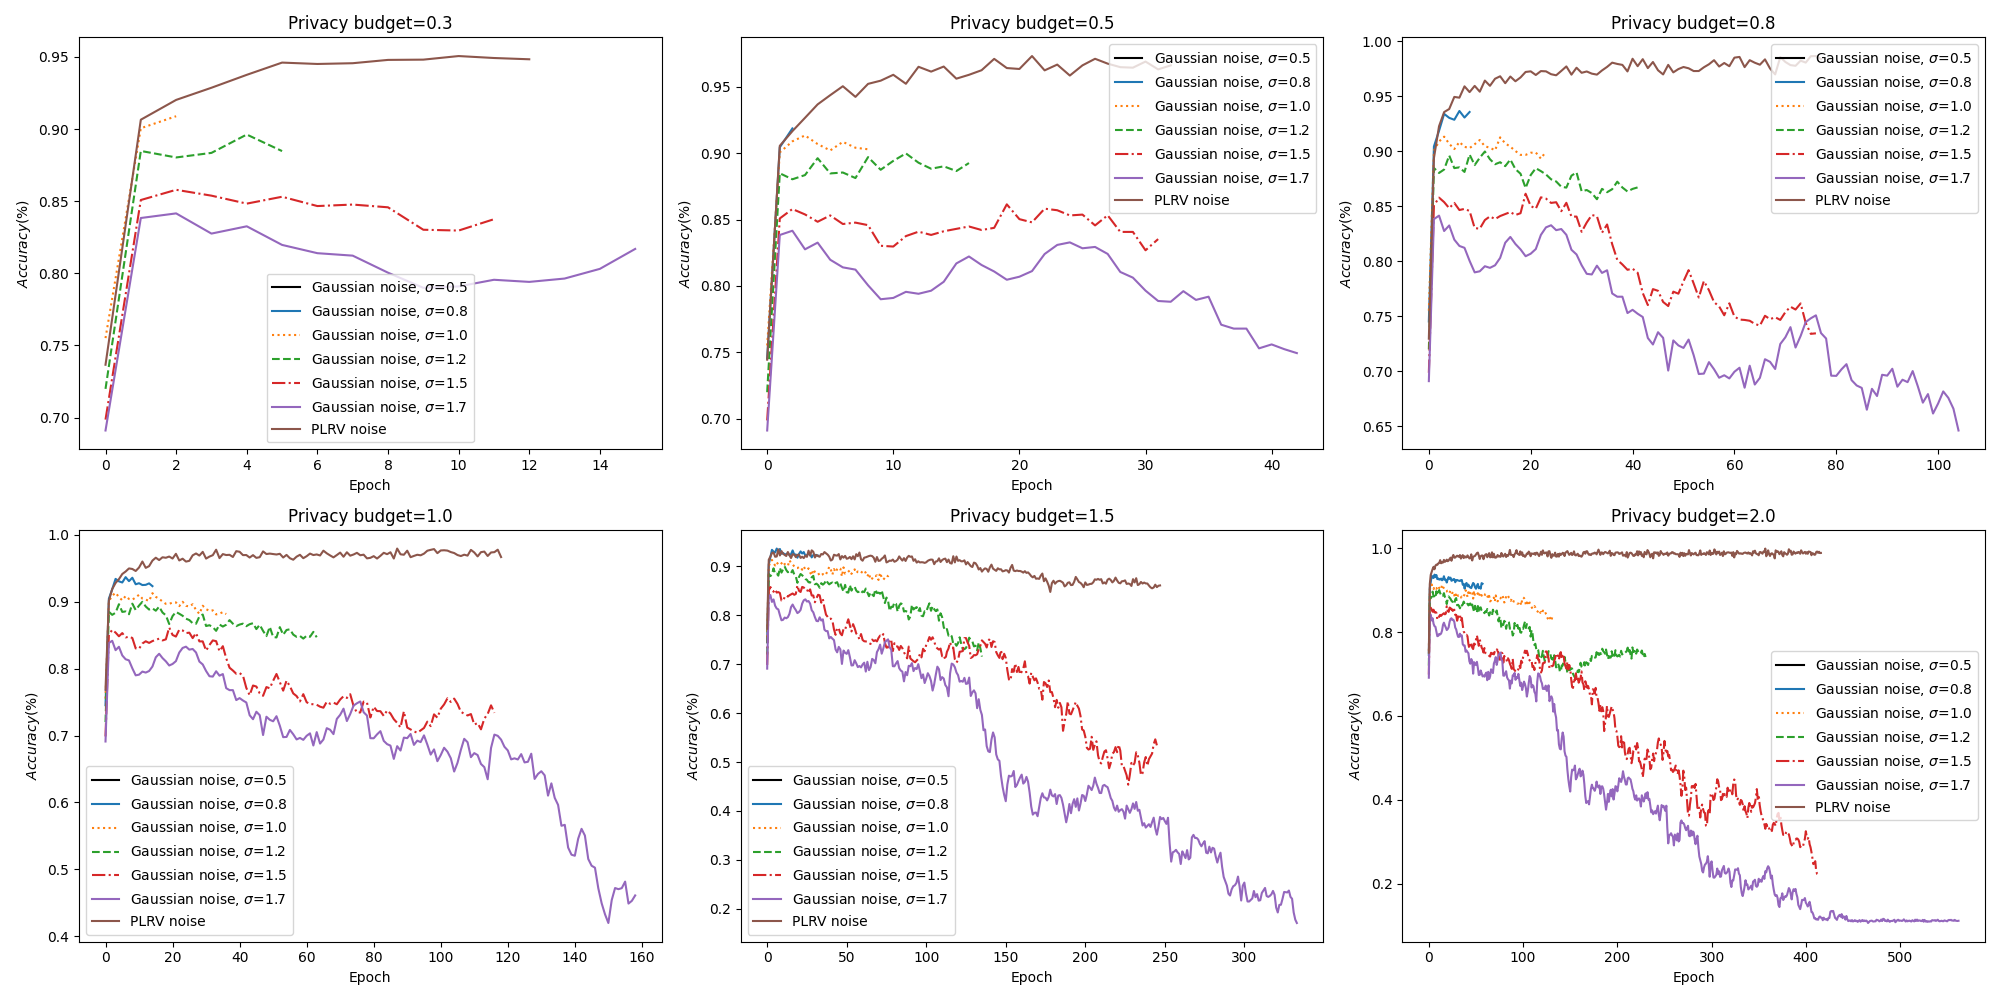 Privacy budget=0.3
Accuracy(%)
0.95
0.90
0.85
0.80
0.75
0.70
Gaussian noise, σ=0.5
Gaussian noise, σ=0.8
Gaussian noise, σ=1.0
Gaussian noise, σ=1.2
Gaussian noise, σ=1.5
Gaussian noise, σ=1.7
PLRV noise
0 2 4 6 8 10 12 14
Epoch
Privacy budget=0.5
Accuracy(%)
0.95
0.90
0.85
0.80
0.75
0.70
Gaussian noise, σ=0.5
Gaussian noise, σ=0.8
Gaussian noise, σ=1.0
Gaussian noise, σ=1.2
Gaussian noise, σ=1.5
Gaussian noise, σ=1.7
PLRV noise
0 10 20 30 40
Epoch
Privacy budget=0.8
Accuracy(%)
1.00
0.95
0.90
0.85
0.80
0.75
0.70
0.65
Gaussian noise, σ=0.5
Gaussian noise, σ=0.8
Gaussian noise, σ=1.0
Gaussian noise, σ=1.2
Gaussian noise, σ=1.5
Gaussian noise, σ=1.7
PLRV noise
0 20 40 60 80 100
Epoch
Privacy budget=1.0
Accuracy(%)
1.0
0.9
0.8
0.7
0.6
0.5
0.4
Gaussian noise, σ=0.5
Gaussian noise, σ=0.8
Gaussian noise, σ=1.0
Gaussian noise, σ=1.2
Gaussian noise, σ=1.5
Gaussian noise, σ=1.7
PLRV noise
0 20 40 60 80 100 120 140 160
Epoch
Privacy budget=1.5
Accuracy(%)
0.9
0.8
0.7
0.6
0.5
0.4
0.3
0.2
Gaussian noise, σ=0.5
Gaussian noise, σ=0.8
Gaussian noise, σ=1.0
Gaussian noise, σ=1.2
Gaussian noise, σ=1.5
Gaussian noise, σ=1.7
PLRV noise
0 50 100 150 200 250 300
Epoch
Privacy budget=2.0
Accuracy(%)
1.0
0.8
0.6
0.4
0.2
Gaussian noise, σ=0.5
Gaussian noise, σ=0.8
Gaussian noise, σ=1.0
Gaussian noise, σ=1.2
Gaussian noise, σ=1.5
Gaussian noise, σ=1.7
PLRV noise
0 100 200 300 400 500
Epoch